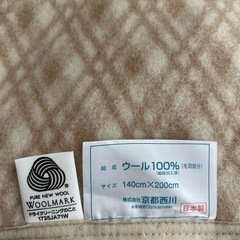 PURE NEW WOOL
WOOLMARK
ドライクリーニングのこと
1725JA71W
組成 ウール100% (毛羽部分)
サイズ 140cm×200cm
株式会社 京都西川
日本製